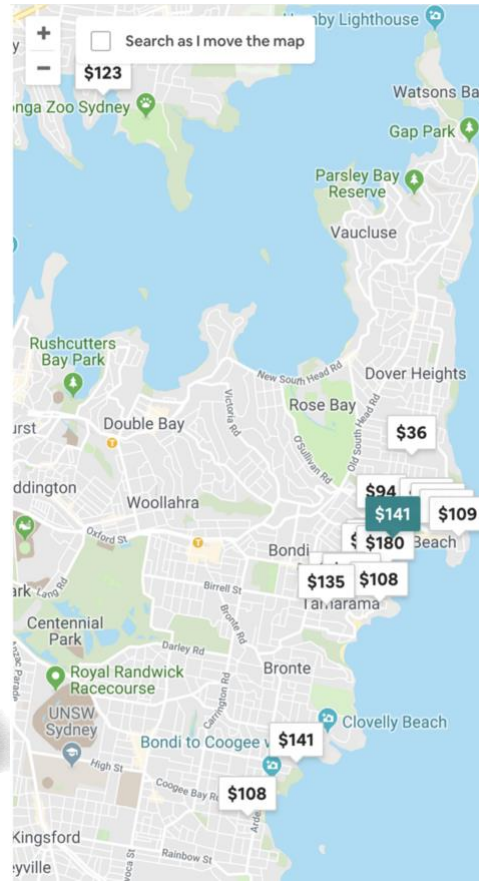 +
Search as I move the map
−
Lighthouse
$123
Zoo Sydney
Watsons
Gap Park
Parsley Bay
Reserve
Vaucluse
Rushcutters
Bay Park
New South Head Rd
Dover Heights
Rose Bay
Victoria Rd
Double Bay
Old South Head Rd
O'Sullivan Rd
$36
$94
Woollahra
$141
$109
Oxford St
$180
Beach
Bondi
$135
$108
Birrell St
Tamarama
Lang Rd
Centennial
Park
Bronte Rd
Darley Rd
Bronte
Royal Randwick
Racecourse
Carrington Rd
UNSW
Sydney
Clovelly Beach
Bondi to Coogee
$141
High St
Coogee Bay
$108
Kingsford
Rainbow St